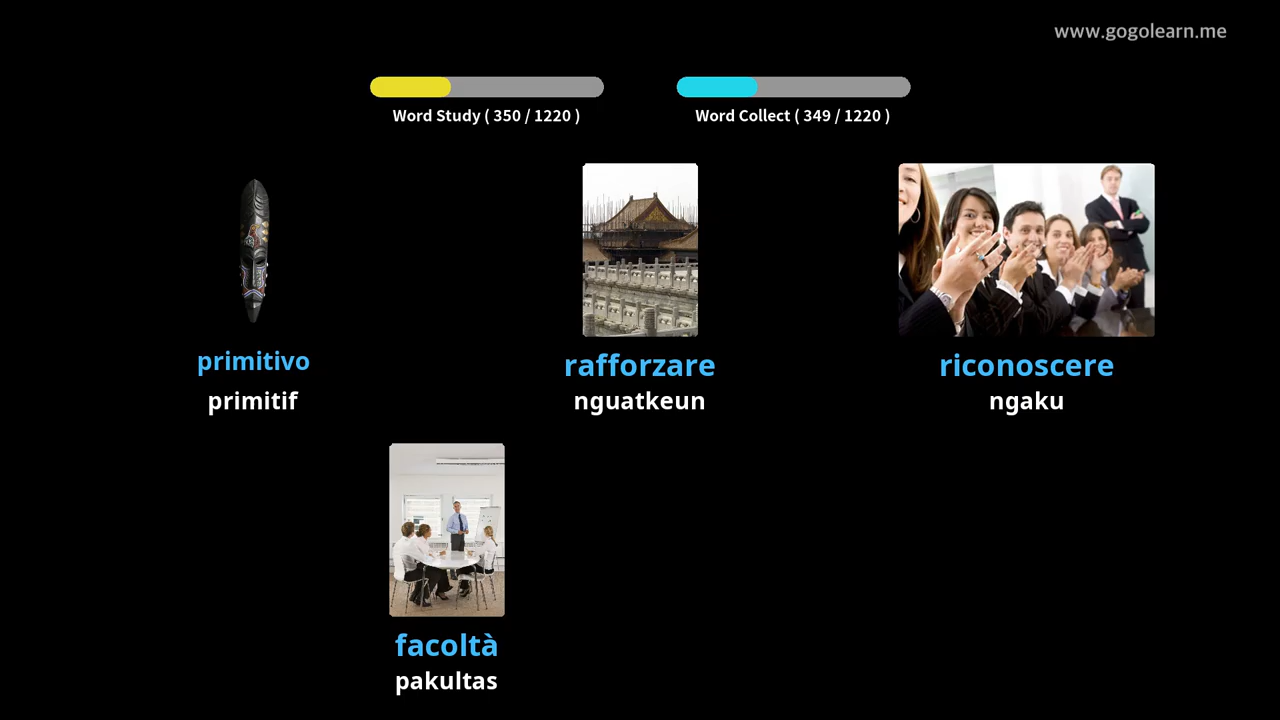 www.gogolearn.me
Word Study ( 350 / 1220 )
Word Collect ( 349 / 1220 )
primitivo
primitif
rafforzare
nguatkeun
riconoscere
ngaku
facoltà
pakultas